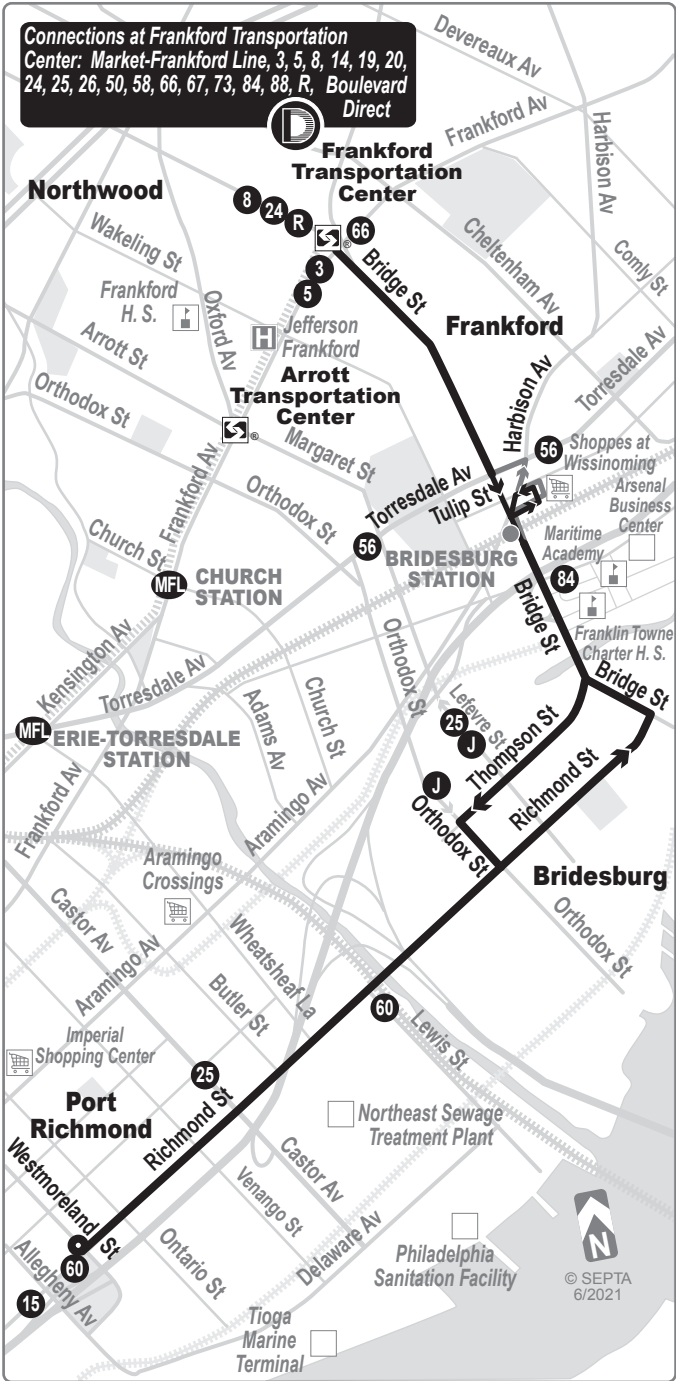 Connections at Frankford Transportation
Center: Market-Frankford Line, 3, 5, 8, 14, 19, 20,
24, 25, 26, 50, 58, 66, 67, 73, 84, 88, R, Boulevard
Direct
D
Devereaux Av
Frankford Av
Harbison Av
Frankford
Transportation
Center
Northwood
8
24
R
S
®
66
Wakeling St
Bridge St
Cheltenham Av
Comly St
3
5
Frankford
H. S.
Oxford Av
H
Jefferson
Frankford
Frankford
Arrott St
Harbison Av
Torresdale Av
Arrott
Transportation
Center
Orthodox St
S
®
Margaret St
56
Shoppes at
Wissinoming
Frankford Av
Orthodox St
Torresdale Av
Tulip St
Arsenal
Business
Center
Church St
56
BRIDESBURG
STATION
Maritime
Academy
MFL
CHURCH
STATION
84
Bridge St
Franklin Towne
Charter H. S.
Kensington Av
Torresdale Av
Orthodox St
Bridge St
Adams Av
Church St
Lefevre St
25
J
MFL
ERIE-TORRESDALE
STATION
Thompson St
Richmond St
Frankford Av
Aramingo Av
J
Orthodox St
Aramingo
Crossings
Bridesburg
Castor Av
Orthodox St
Aramingo Av
Wheatsheaf La
Butler St
60
Lewis St
Imperial
Shopping Center
25
Port
Richmond
Richmond St
Northeast Sewage
Treatment Plant
Westmoreland St
Castor Av
Venango St
Ontario St
Delaware Av
60
Allegheny Av
15
Philadelphia
Sanitation Facility
N
© SEPTA
6/2021
Tioga
Marine
Terminal